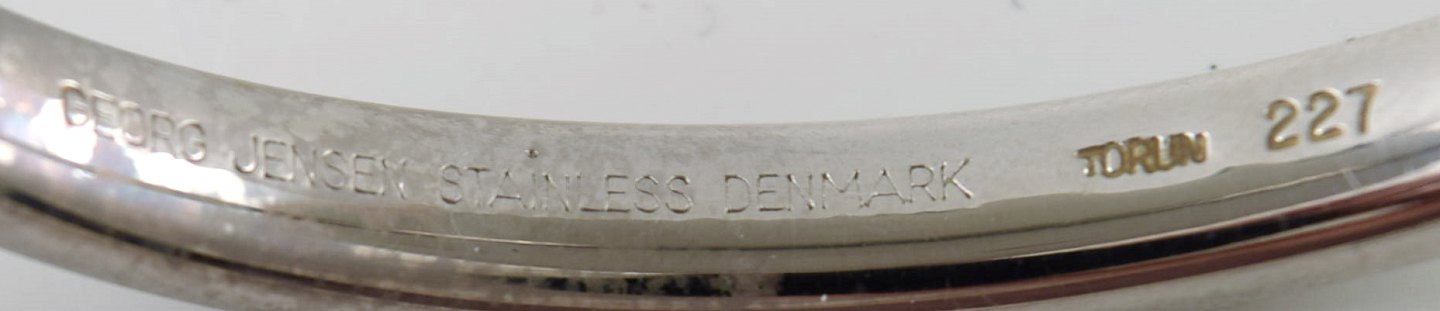 GEORG JENSEN STAINLESS DENMARK TORUN 227